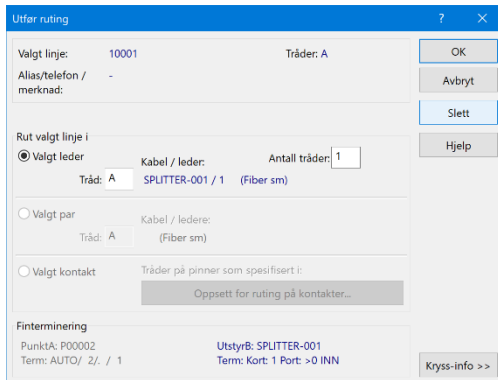 Utfør ruting ? ×
Valgt linje: 10001 Tråder: A OK
Alias/telefon / - Avbryt
merknad:
Slett
Rut valgt linje i Hjelp
Valgt leder Kabel / leder: Antall tråder: 1
Tråd: A SPLITTER-001 / 1 (Fiber sm)
Valgt par Kabel / ledere:
Tråd: A (Fiber sm)
Valgt kontakt Tråder på pinner som spesifisert i:
Oppsett for ruting på kontakter...
Finterminering
PunktA: P00002 UtstyrB: SPLITTER-001
Term: AUTO/ 2/. / 1 Term: Kort: 1 Port: >0 INN
Kryss-info >>